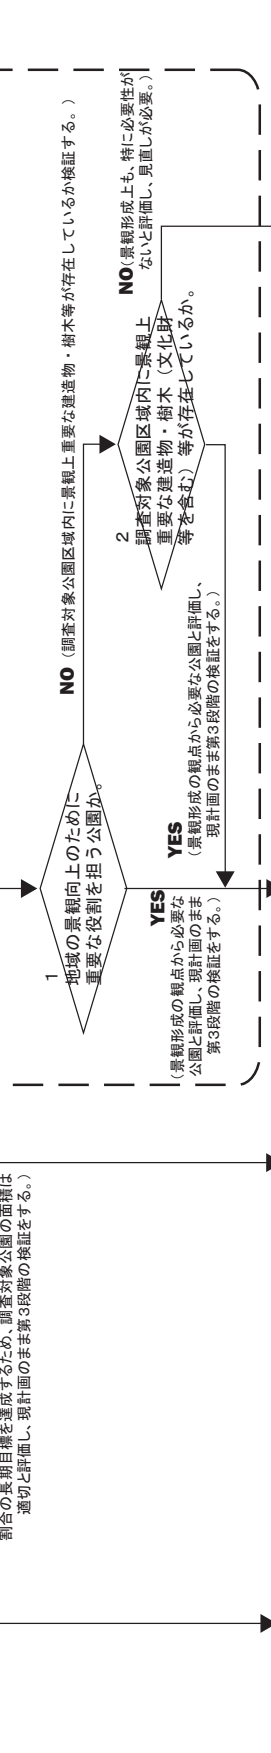 1
地域の景観向上のために
重要な役割を担う公園か。
NO（調査対象公園区域内に景観上重要な建造物・樹木等が存在しているか検証する。）
2
調査対象公園区域内に景観上
重要な建造物・樹木（文化財
等を含む）等が存在しているか。
NO（景観形成上も、特に必要性が
ないと評価し、見直しが必要。）
YES
（景観形成の観点から必要な公園と評価し、
現計画のまま第3段階の検証をする。）
YES
（景観形成の観点から必要な
公園と評価し、現計画のまま
第3段階の検証をする。）
割合の長期目標を達成するため、調査対象公園の面積は
適切と評価し、現計画のまま第3段階の検証をする。）